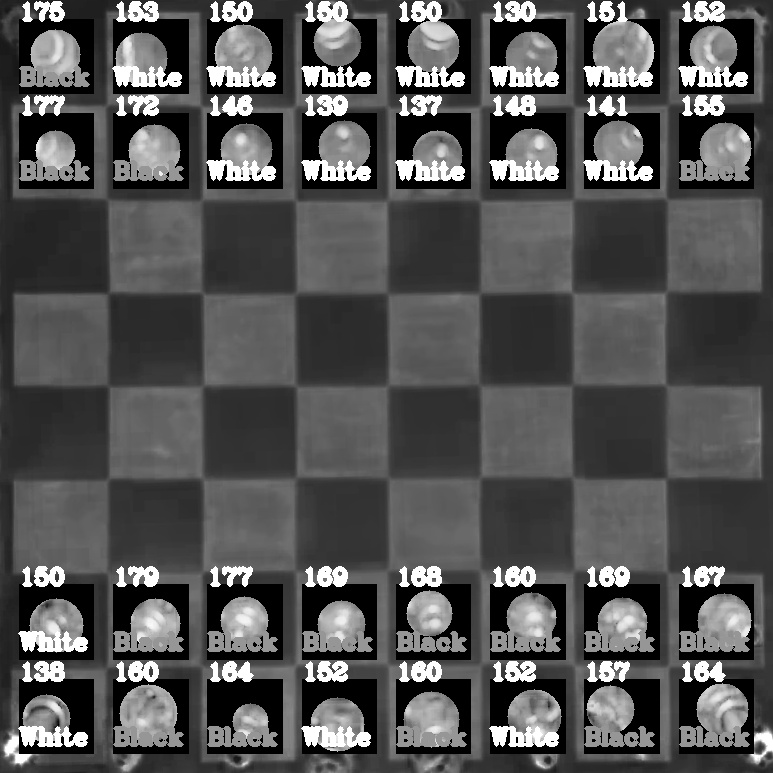 175 153 150 150 150 130 151 152
Black White White White White White White White
177 172 146 139 137 148 141 155
Black Black White White White White White Black
150 179 177 169 168 160 169 167
White Black Black Black Black Black Black Black
138 160 164 152 160 152 157 164
White Black Black White Black White Black Black